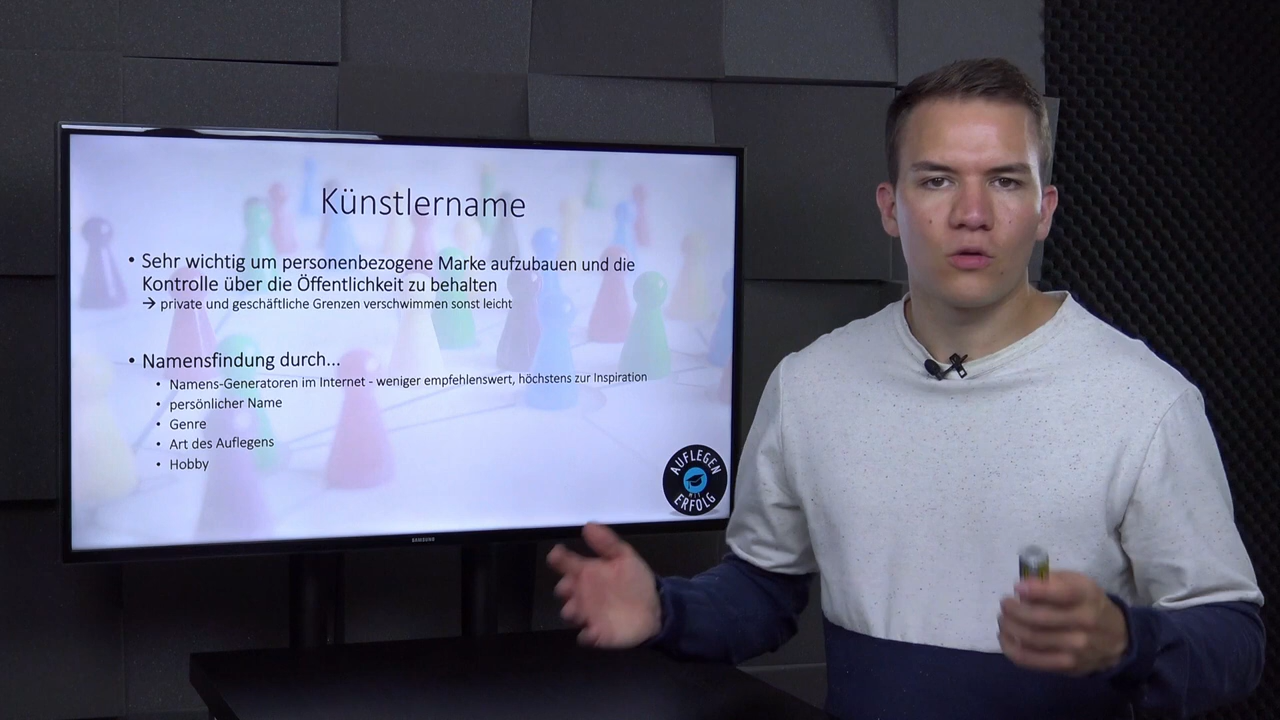 Künstlername
• Sehr wichtig um personenbezogene Marke aufzubauen und die
Kontrolle über die Öffentlichkeit zu behalten
→ private und geschäftliche Grenzen verschwimmen sonst leicht
• Namensfindung durch...
• Namens-Generatoren im Internet - weniger empfehlenswert, höchstens zur Inspiration
• persönlicher Name
• Genre
• Art des Auflegens
• Hobby
AUFLEGEN
MIT
ERFOLG
SAMSUNG